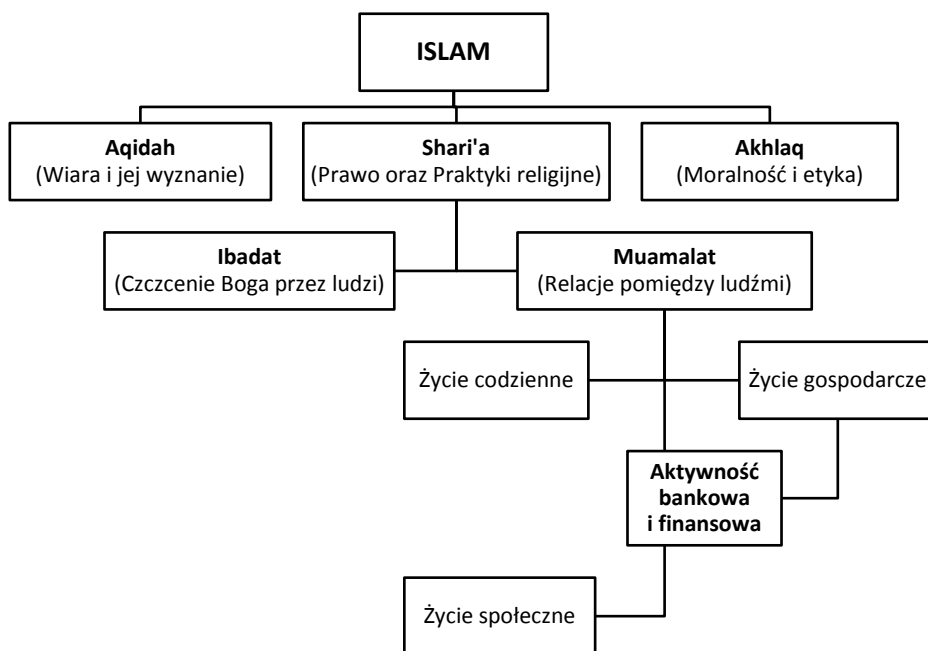 ISLAM
Aqidah
(Wiara i jej wyznanie)
Shari'a
(Prawo oraz Praktyki religijne)
Akhlaq
(Moralność i etyka)
Ibadat
(Czczcenie Boga przez ludzi)
Muamalat
(Relacje pomiędzy ludźmi)
Życie codzienne
Życie gospodarcze
Aktywność
bankowa
i finansowa
Życie społeczne